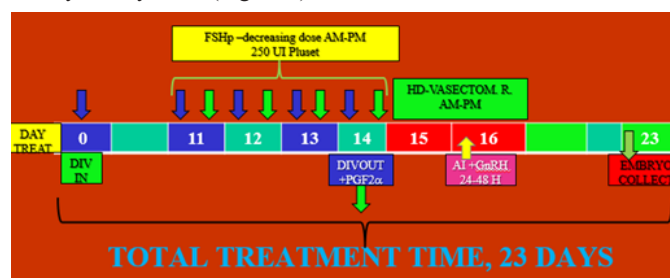 FSHp –decreasing dose AM-PM
250 UI Pluset
HD-VASECTOM. R.
AM-PM
DAY
TREAT.
0
11
12
13
14
15
16
23
DIV
IN
DIVOUT
+PGF2α
AI +GnRH
24-48 H
EMBRYO
COLLECT
TOTAL TREATMENT TIME, 23 DAYS